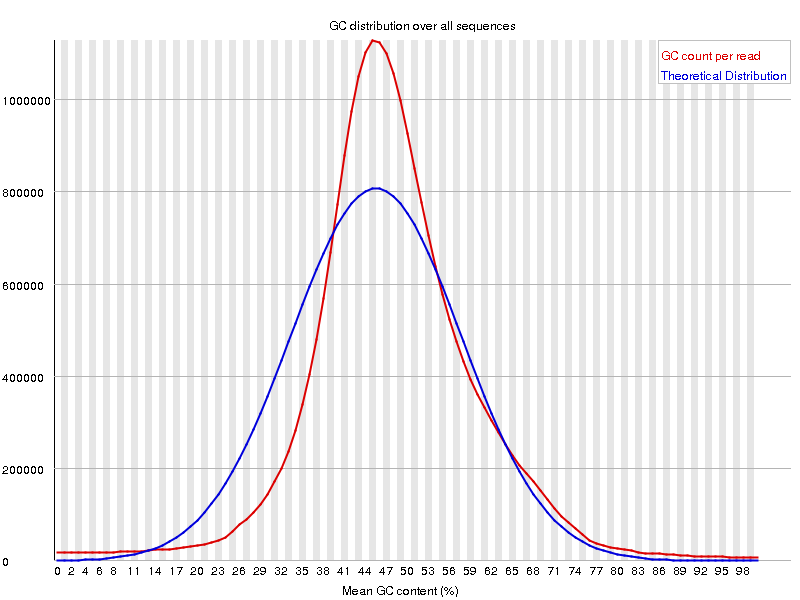 GC distribution over all sequences
GC count per read
Theoretical Distribution
1000000
800000
600000
400000
200000
0
0 2 4 6 8 11 14 17 20 23 26 29 32 35 38 41 44 47 50 53 56 59 62 65 68 71 74 77 80 83 86 89 92 95 98
Mean GC content (%)